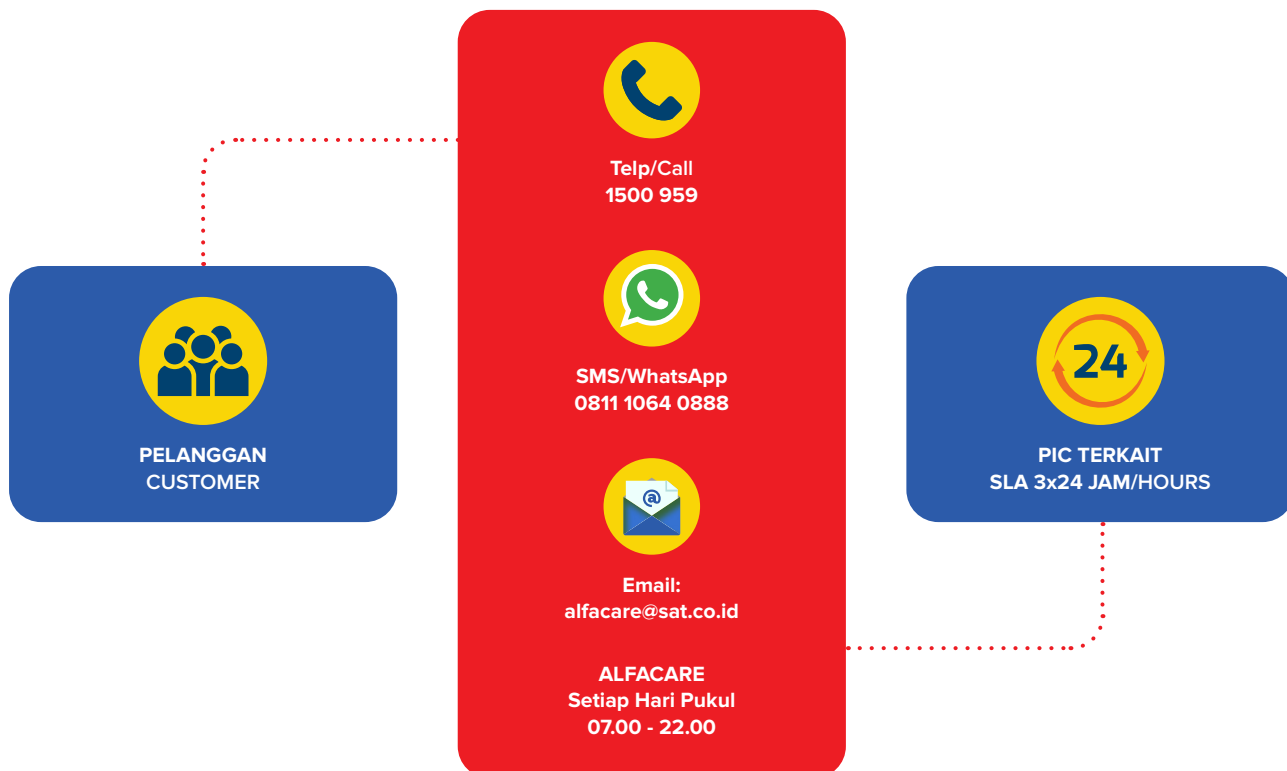 PELANGGAN
CUSTOMER
Telp/Call
1500 959
SMS/WhatsApp
0811 1064 0888
@
Email:
alfacare@sat.co.id
ALFACARE
Setiap Hari Pukul
07.00 - 22.00
24
PIC TERKAIT
SLA 3x24 JAM/HOURS